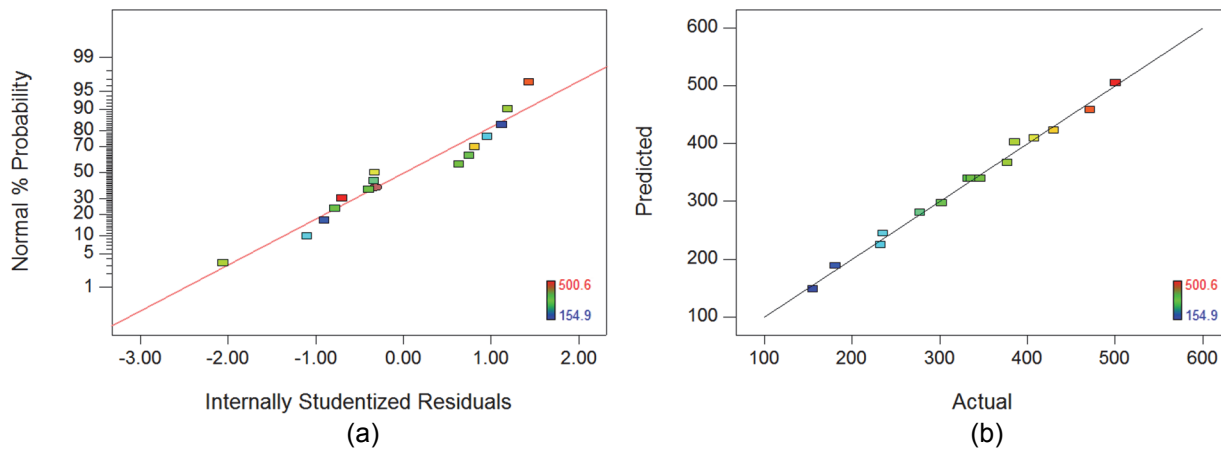 Normal % Probability
99
95
90
80
70
50
30
20
10
5
1
-3.00 -2.00 -1.00 0.00 1.00 2.00
Internally Studentized Residuals
500.6
154.9
(a)
Predicted
600
500
400
300
200
100
100 200 300 400 500 600
Actual
500.6
154.9
(b)